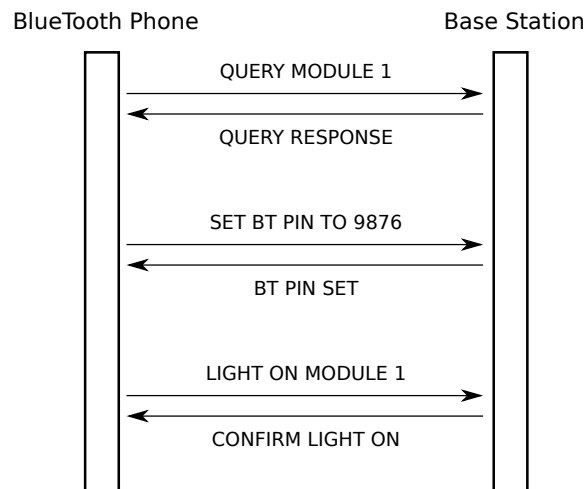 BlueTooth Phone
Base Station
QUERY MODULE 1
QUERY RESPONSE
SET BT PIN TO 9876
BT PIN SET
LIGHT ON MODULE 1
CONFIRM LIGHT ON